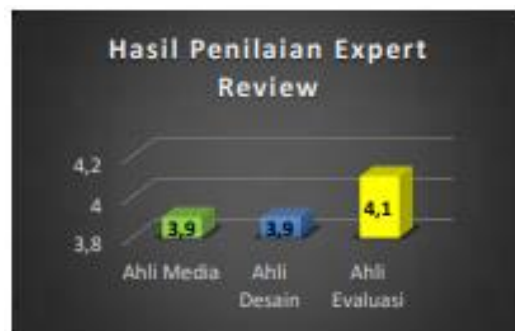 Hasil Penilaian Expert
Review
4,2
4
3,8
3,9
3,9
4,1
Ahli Media
Ahli
Desain
Ahli
Evaluasi